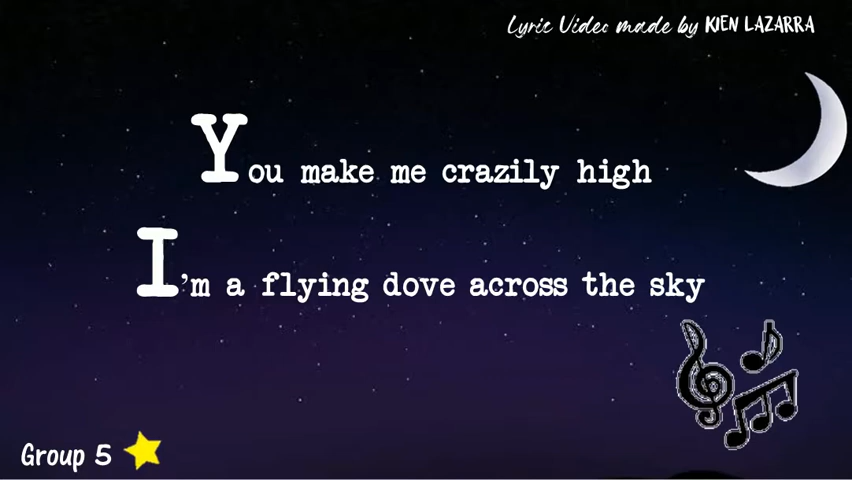 Lyric Video made by KIEN LAZARRA
You make me crazily high
I'm a flying dove across the sky
Group 5